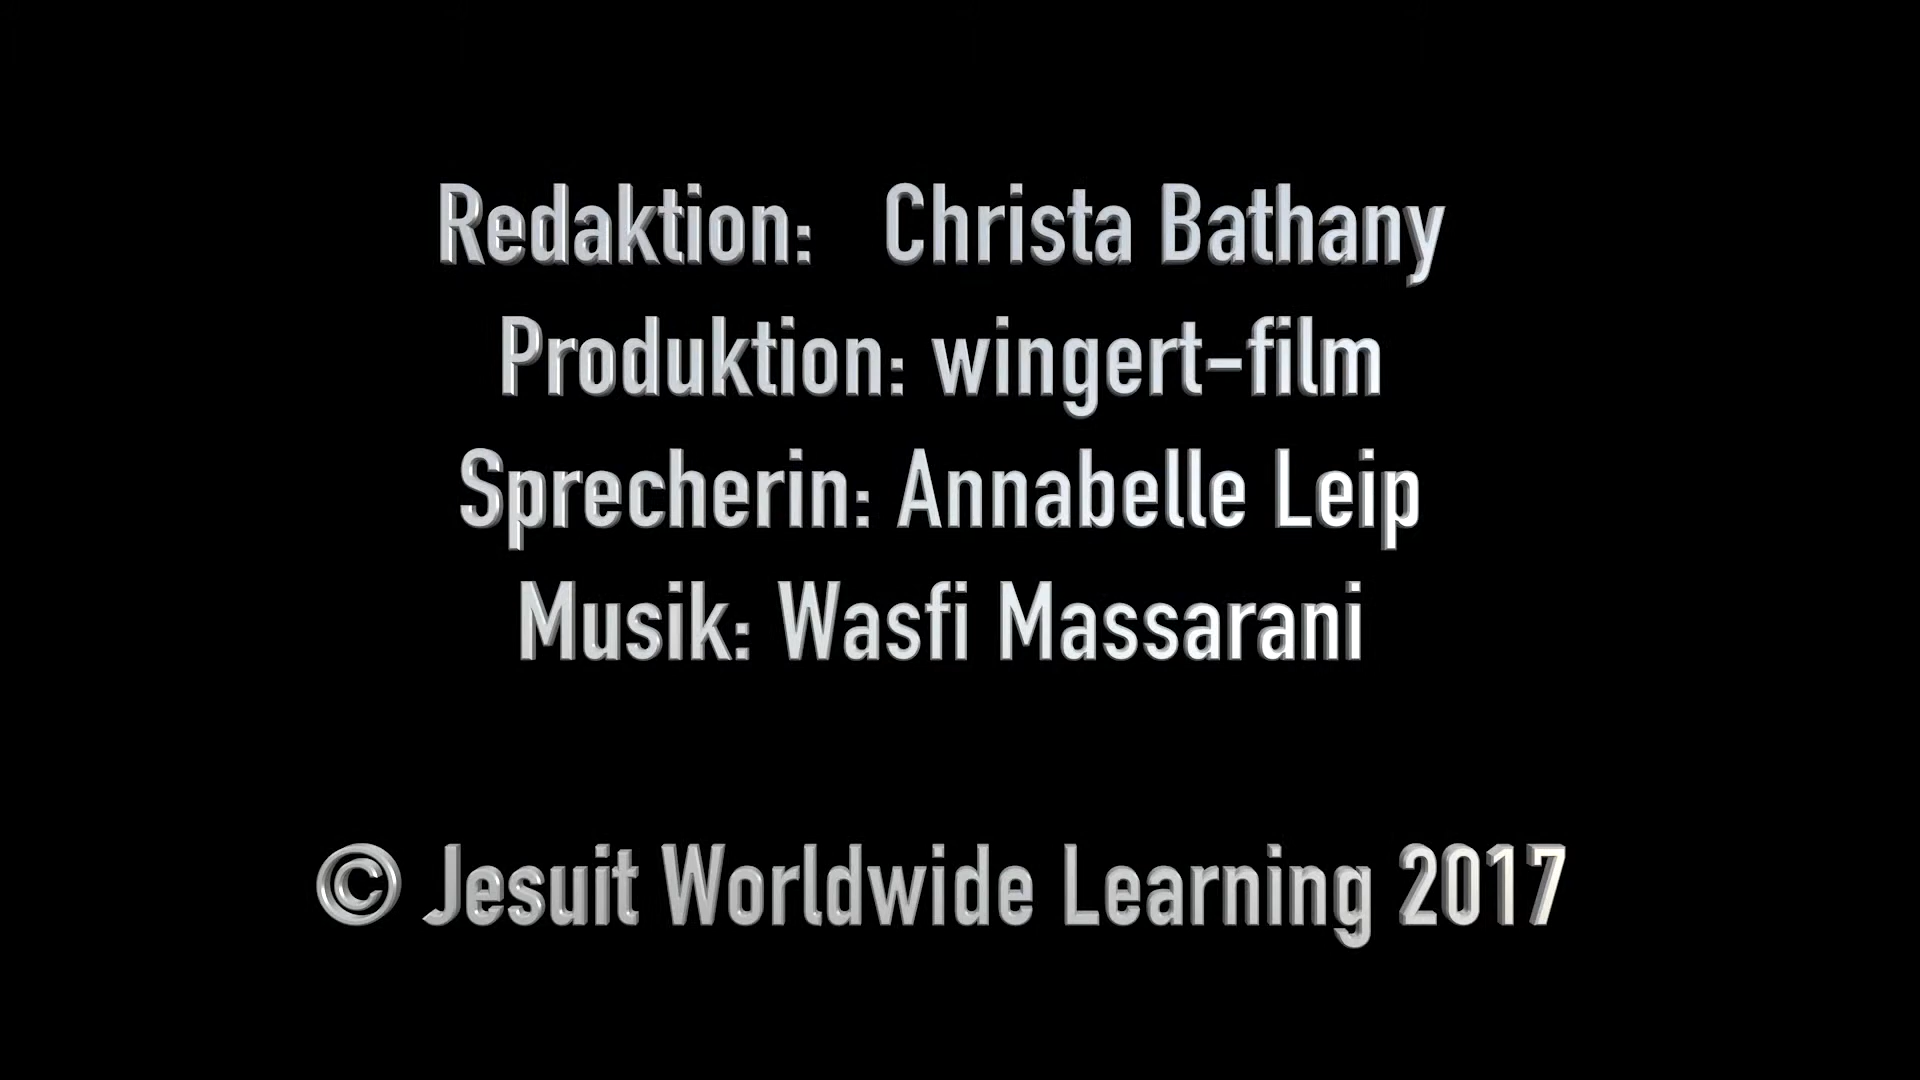 Redaktion: Christa Bathany
Produktion: wingert-film
Sprecherin: Annabelle Leip
Musik: Wasfi Massarani
© Jesuit Worldwide Learning 2017